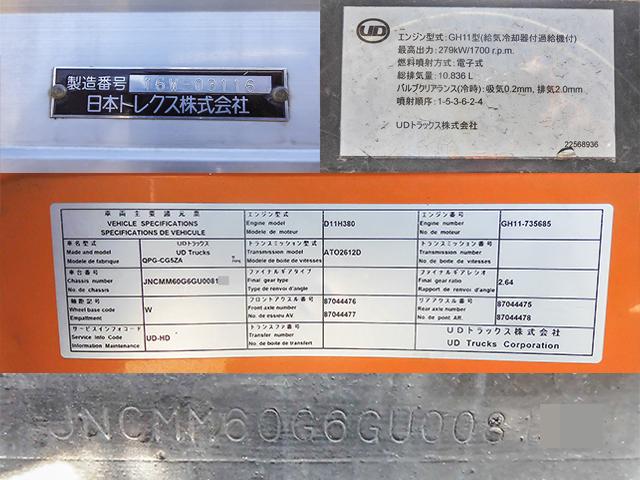 製造番号 16W-09116
日本トレクス株式会社
UD
エンジン型式:GH11型(給気冷却器付過給機付)
最高出力:279kW/1700 r.p.m.
燃料噴射方式:電子式
総排気量:10.836 L
バルブクリアランス(冷時):吸気0.2mm, 排気2.0mm
噴射順序:1-5-3-6-2-4
UDトラックス株式会社
22568936
車両主要諸元票
VEHICLE SPECIFICATIONS
SPECIFICATIONS DE VEHICULE
エンジン型式
Engine model
Modele de moteur
D11H380
エンジン番号
Engine number
No de moteur
GH11-735685
車名型式
Made and model
Modele de fabrique
UDトラックス
UD Trucks
QPG-CG5ZA
トランスミッション型式
Transmission model
Modele de boite de vitesses
ATO2612D
トランスミッション番号
Transmission number
No de boite de vitesses
車台番号
Chassis number
No. de chassis
JNCMM60G6GU0081
ファイナルギアタイプ
Final gear type
Type de renvoi d'angle
ファイナルギアレシオ
Final gear ratio
Rapport de renvoi d'angle
2.64
軸距記号
Wheel base code
Empattement
W
フロントアクスル番号
Front axle number
No. de essieu AV.
87044476
87044477
リアアクスル番号
Rear axle number
No. de pont AR.
87044475
87044478
サービスインフォコード
Service Info Code
Information Maintenance
UD-HD
トランスファ番号
Transfer number
No. de boite de transfert
UDトラックス株式会社
UD Trucks Corporation
JNCMM60G6GU0081